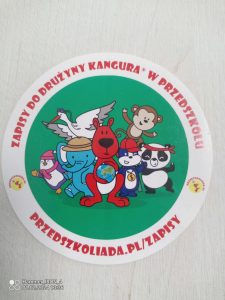 ZAPISY DO DRUŻYNY KANGURA® W PRZEDSZKOLU
PRZEDSZKOLIADA.PL/ZAPISY